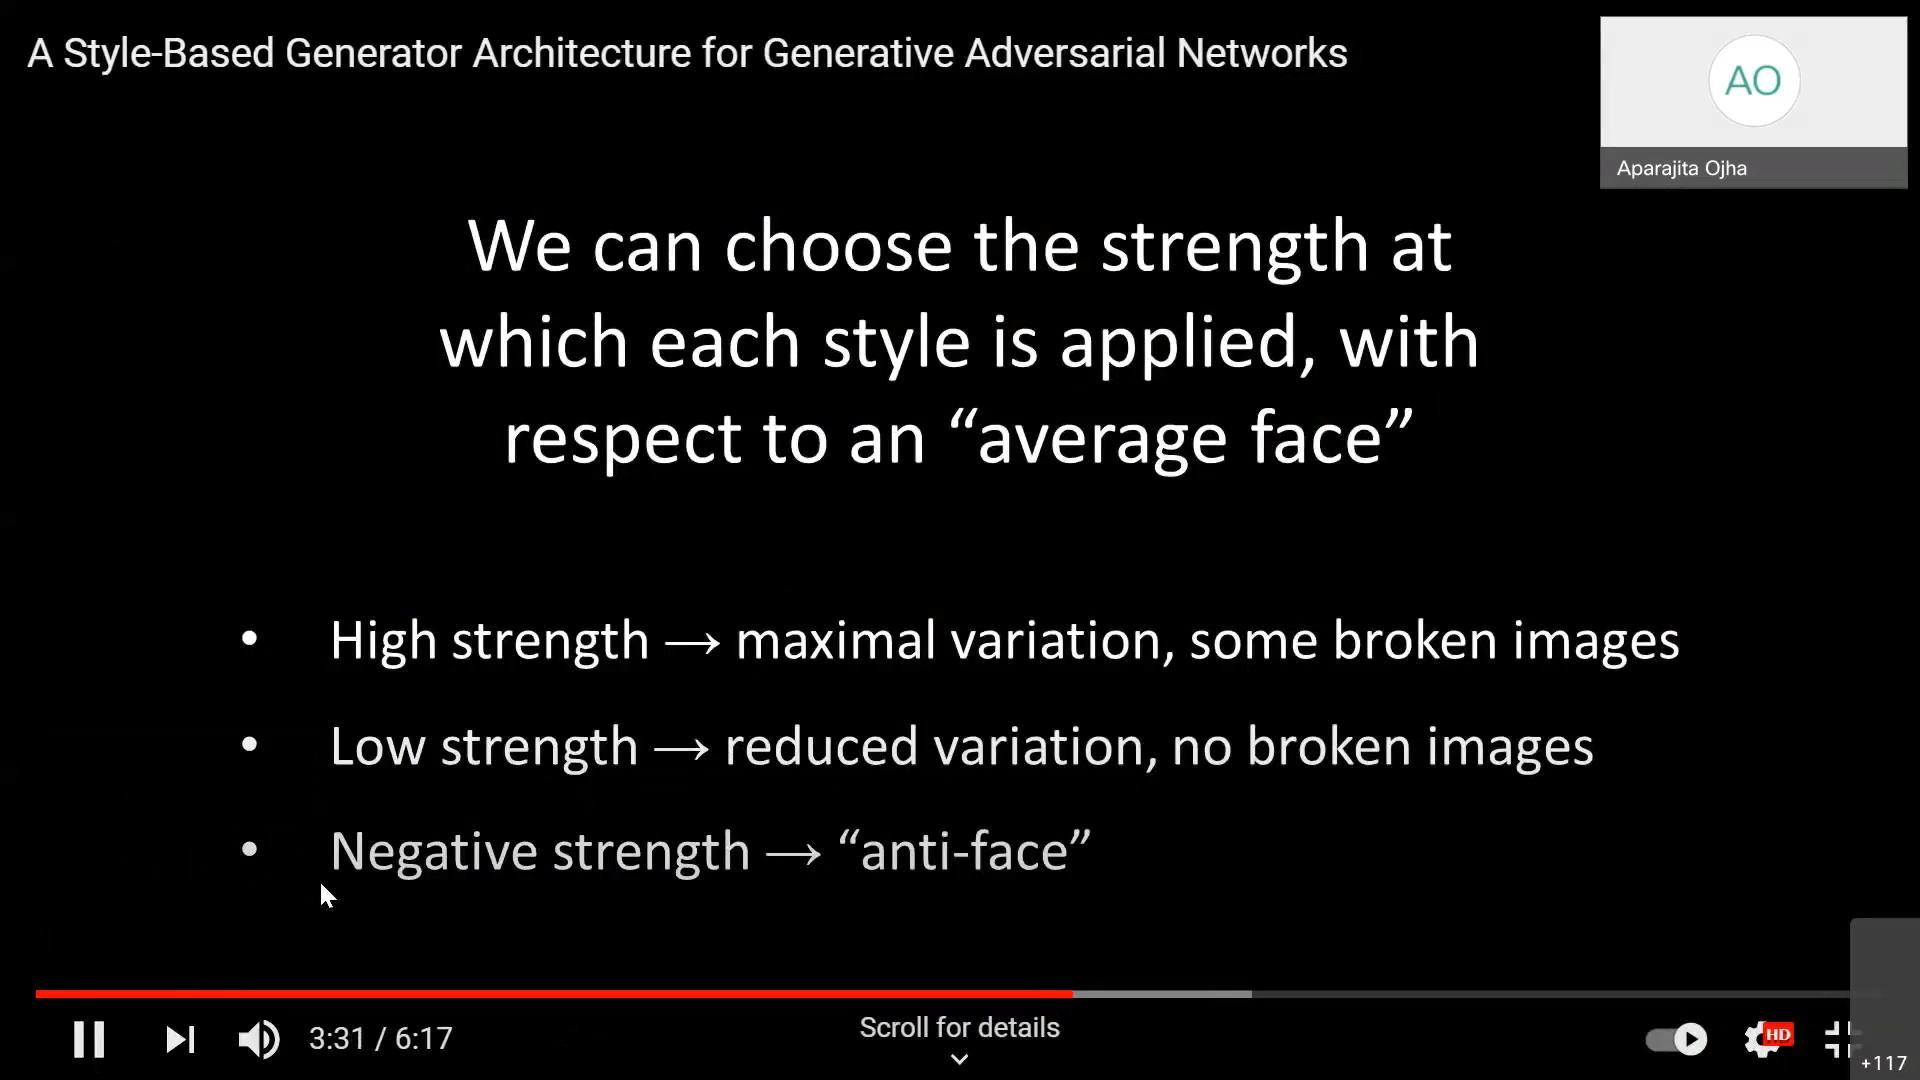 A Style-Based Generator Architecture for Generative Adversarial Networks
AO
Aparajita Ojha
We can choose the strength at
which each style is applied, with
respect to an “average face”
• High strength → maximal variation, some broken images
• Low strength → reduced variation, no broken images
• Negative strength → “anti-face”
3:31 / 6:17
Scroll for details
HD
+117